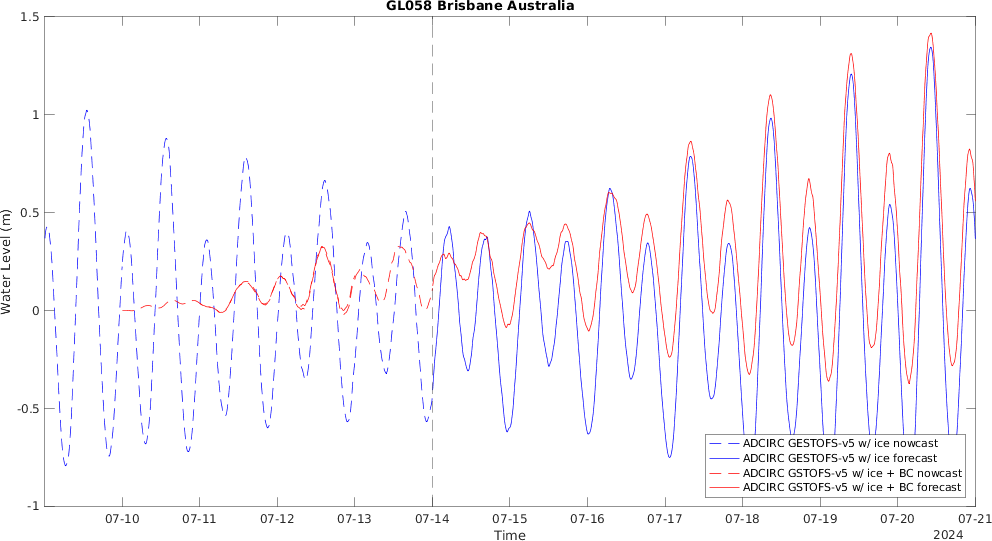 GL058 Brisbane Australia
Water Level (m)
1.5
1
0.5
0
-0.5
-1
07-10 07-11 07-12 07-13 07-14 07-15 07-16 07-17 07-18 07-19 07-20 07-21
Time
2024
ADCIRC GESTOFS-v5 w/ ice nowcast
ADCIRC GESTOFS-v5 w/ ice forecast
ADCIRC GSTOFS-v5 w/ ice + BC nowcast
ADCIRC GSTOFS-v5 w/ ice + BC forecast